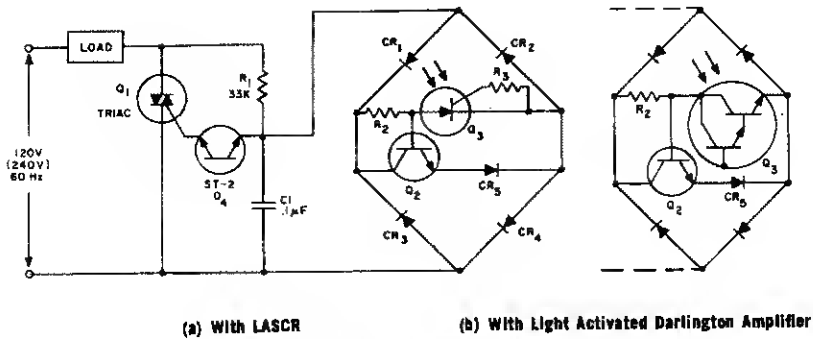 LOAD
120V
(240V)
60 Hz
Q1
TRIAC
R1
33K
ST-2
Q4
C1
.1μF
CR1
CR2
R3
R2
Q3
Q2
CR5
CR3
CR4
R2
Q2
CR5
Q3
(a) With LASCR
(b) With Light Activated Darlington Amplifier